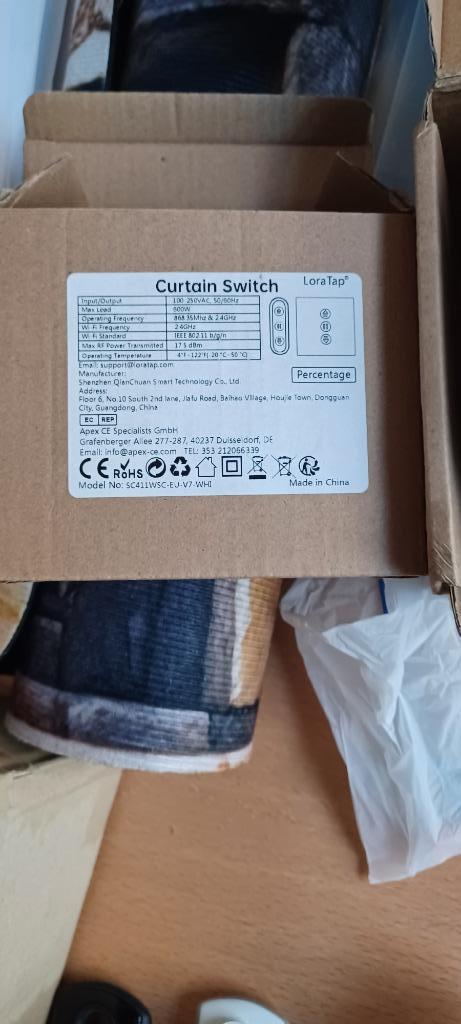 Curtain Switch
LoraTap®
Input/Output 100-250VAC, 50/60Hz
Max Load 600W
Operating Frequency 868.35Mhz & 2.4GHz
Wi-Fi Frequency 2.4GHz
Wi-Fi Standard IEEE 802.11 b/g/n
Max RF Power Transmitted 17.5 dBm
Operating Temperature -4°F-122°F(-20°C-50°C)
Percentage
Email: support@loratap.com
Manufacturer:
Shenzhen QianChuan Smart Technology Co., Ltd.
Address:
Floor 6, No.10 South 2nd lane, Jiafu Road, Baihao Village, Houjie Town, Dongguan
City, Guangdong, China
EC REP
Apex CE Specialists GmbH
Grafenberger Allee 277-287, 40237 Duisseldorf, DE
Email: info@apex-ce.com TEL: 353 212066339
CE RoHS
Model No: SC411WSC-EU-V7-WHI
Made in China